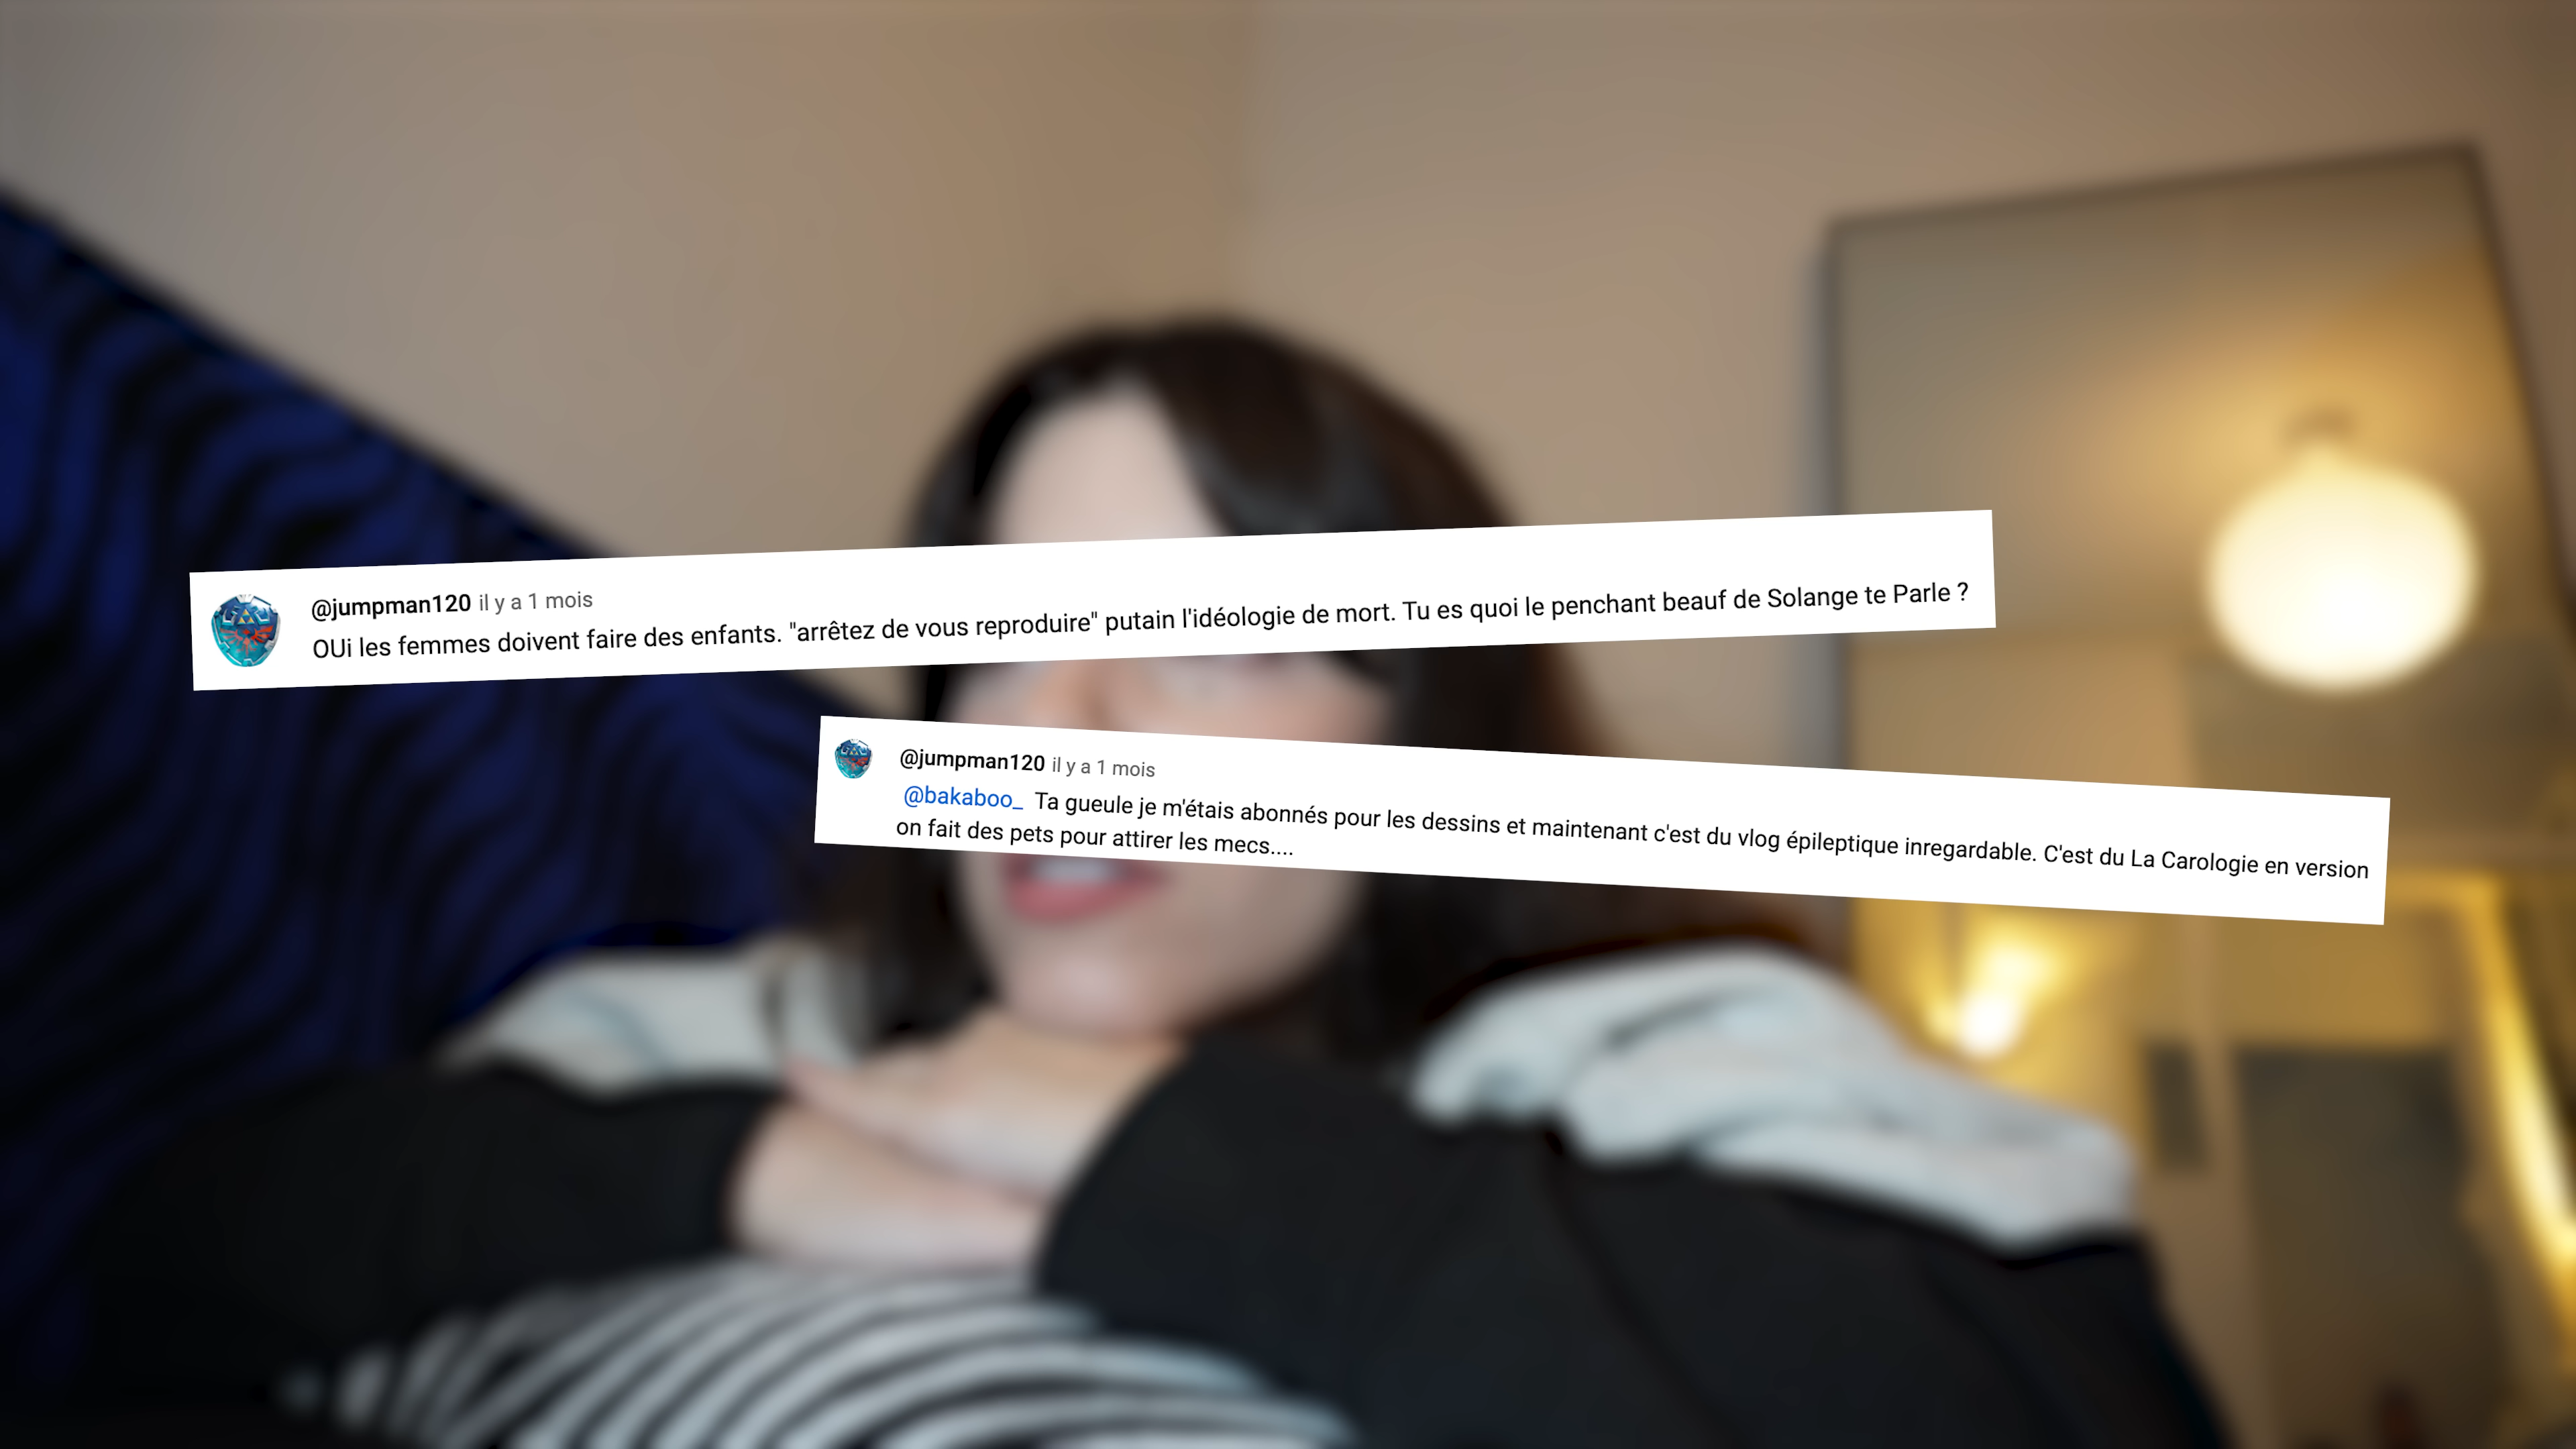 @jumpman120 il y a 1 mois
OUi les femmes doivent faire des enfants. "arrêtez de vous reproduire" putain l'idéologie de mort. Tu es quoi le penchant beauf de Solange te Parle ?
@jumpman120 il y a 1 mois
@bakaboo_ Ta gueule je m'étais abonnés pour les dessins et maintenant c'est du vlog épileptique inregardable. C'est du La Carologie en version
on fait des pets pour attirer les mecs....